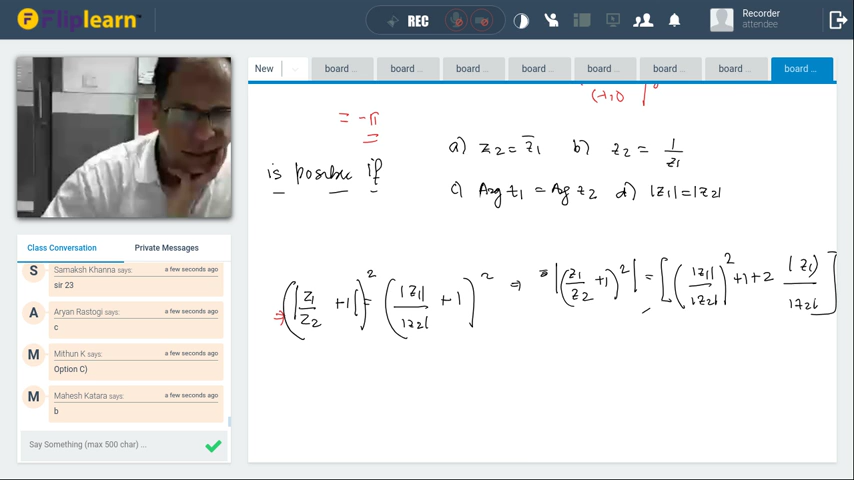 Fliplearn
REC
Recorder
attendee
New
board ...
board ...
board ...
board ...
board ...
board ...
board ...
board ...
(-1,0)
= -π
is possible if
a) z2 = z̄1 b) z2 = 1/z1
c) Arg z1 = Arg z2 d) |z1| = |z2|
⇒ (|z1/z2 + 1|)² = (|z1|/|z2| + 1)² ⇒ |(z1/z2 + 1)²| = [(|z1|/|z2|)² + 1 + 2 |z1|/|z2|]
Class Conversation
Private Messages
S
Samaksh Khanna says:
a few seconds ago
sir 23
A
Aryan Rastogi says:
a few seconds ago
c
M
Mithun K says:
a few seconds ago
Option C)
M
Mahesh Katara says:
a few seconds ago
b
Say Something (max 500 char) ...